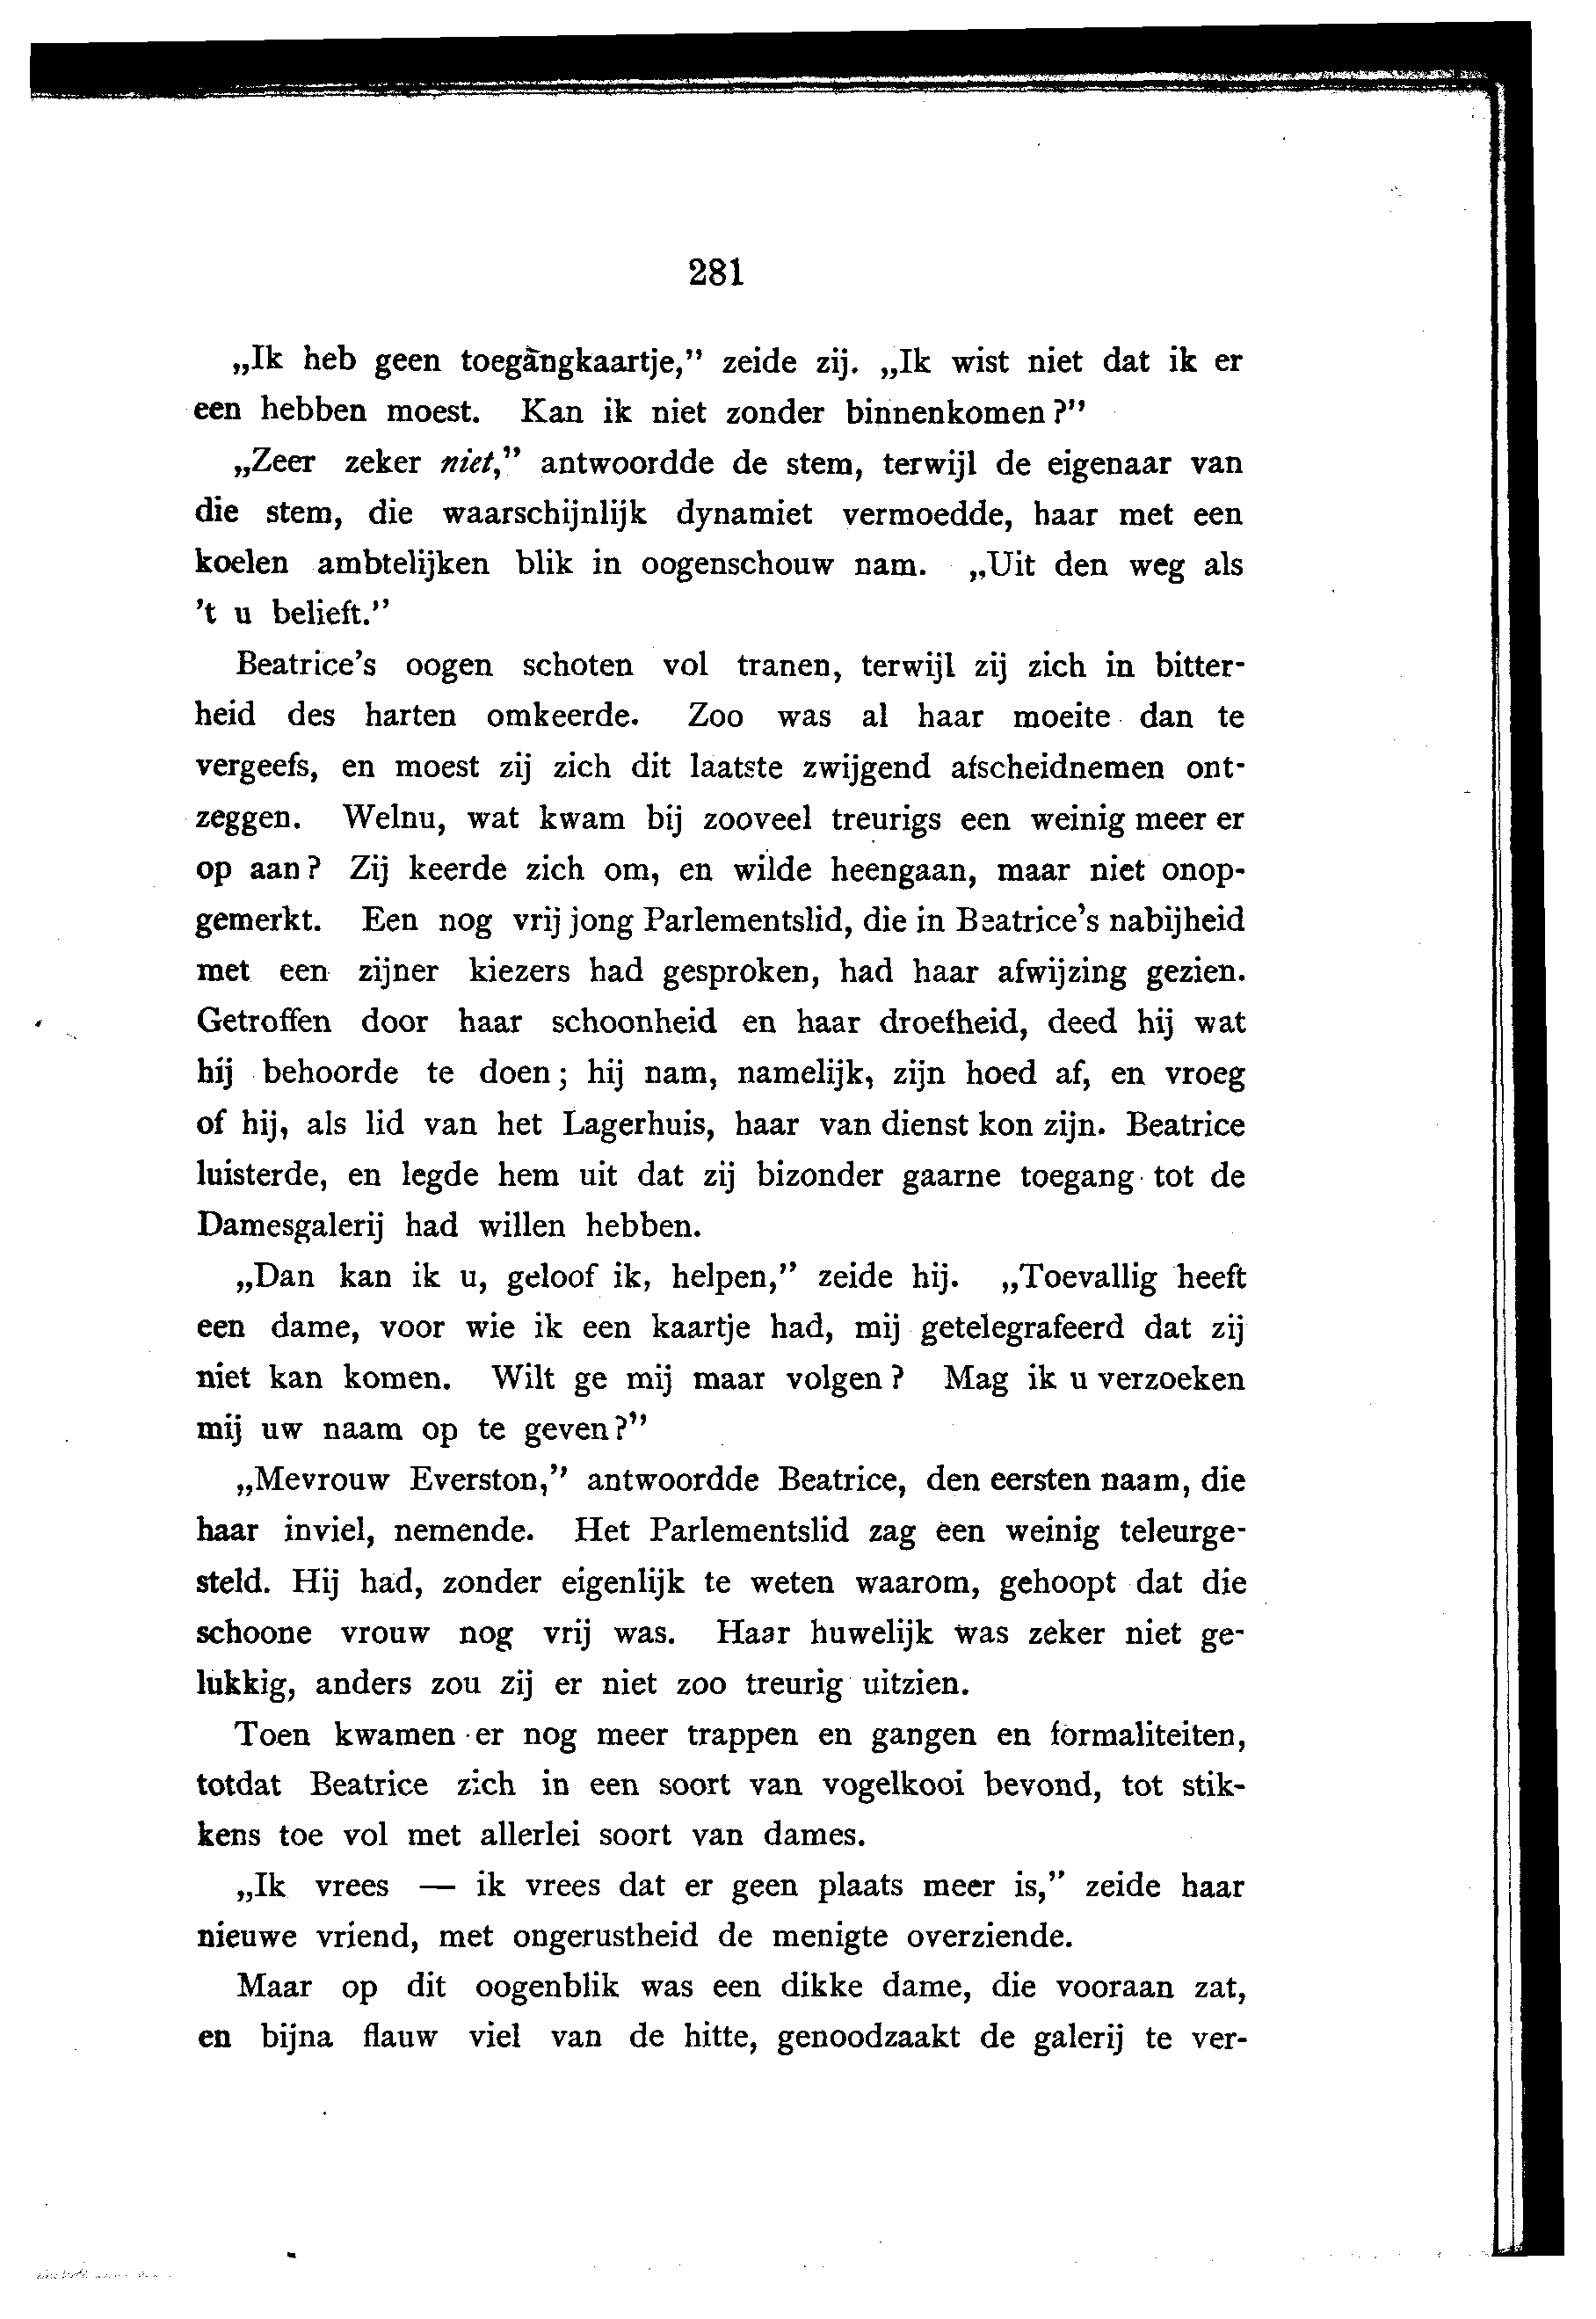 281
„Ik heb geen toegangkaartje,” zeide zij. „Ik wist niet dat ik er
een hebben moest. Kan ik niet zonder binnenkomen?”
„Zeer zeker niet,” antwoordde de stem, terwijl de eigenaar van
die stem, die waarschijnlijk dynamiet vermoedde, haar met een
koelen ambtelijken blik in oogenschouw nam. „Uit den weg als
’t u belieft.”
Beatrice’s oogen schoten vol tranen, terwijl zij zich in bitter-
heid des harten omkeerde. Zoo was al haar moeite dan te
vergeefs, en moest zij zich dit laatste zwijgend afscheidnemen ont-
zeggen. Welnu, wat kwam bij zooveel treurigs een weinig meer er
op aan? Zij keerde zich om, en wilde heengaan, maar niet onop-
gemerkt. Een nog vrij jong Parlementslid, die in Beatrice’s nabijheid
met een zijner kiezers had gesproken, had haar afwijzing gezien.
Getroffen door haar schoonheid en haar droefheid, deed hij wat
hij behoorde te doen; hij nam, namelijk, zijn hoed af, en vroeg
of hij, als lid van het Lagerhuis, haar van dienst kon zijn. Beatrice
luisterde, en legde hem uit dat zij bizonder gaarne toegang tot de
Damesgalerij had willen hebben.
„Dan kan ik u, geloof ik, helpen,” zeide hij. „Toevallig heeft
een dame, voor wie ik een kaartje had, mij getelegrafeerd dat zij
niet kan komen. Wilt ge mij maar volgen? Mag ik u verzoeken
mij uw naam op te geven?”
„Mevrouw Everston,” antwoordde Beatrice, den eersten naam, die
haar inviel, nemende. Het Parlementslid zag een weinig teleurge-
steld. Hij had, zonder eigenlijk te weten waarom, gehoopt dat die
schoone vrouw nog vrij was. Haar huwelijk was zeker niet ge-
lukkig, anders zou zij er niet zoo treurig uitzien.
Toen kwamen er nog meer trappen en gangen en formaliteiten,
totdat Beatrice zich in een soort van vogelkooi bevond, tot stik-
kens toe vol met allerlei soort van dames.
„Ik vrees — ik vrees dat er geen plaats meer is,” zeide haar
nieuwe vriend, met ongerustheid de menigte overziende.
Maar op dit oogenblik was een dikke dame, die vooraan zat,
en bijna flauw viel van de hitte, genoodzaakt de galerij te ver-